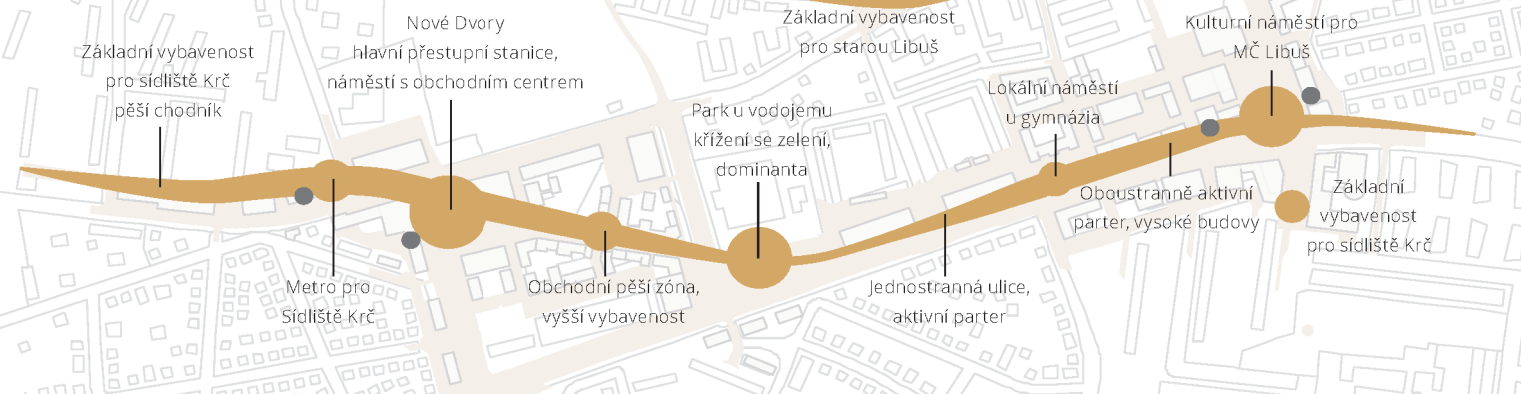 Základní vybavenost
pro sídliště Krč
pěší chodník
Nové Dvory
hlavní přestupní stanice,
náměstí s obchodním centrem
Základní vybavenost
pro starou Libuš
Kulturní náměstí pro
MČ Libuš
Park u vodojemu
křížení se zelení,
dominanta
Lokální náměstí
u gymnázia
Metro pro
Sídliště Krč
Obchodní pěší zóna,
vyšší vybavenost
Jednostranná ulice,
aktivní parter
Oboustranně aktivní
parter, vysoké budovy
Základní
vybavenost
pro sídliště Krč